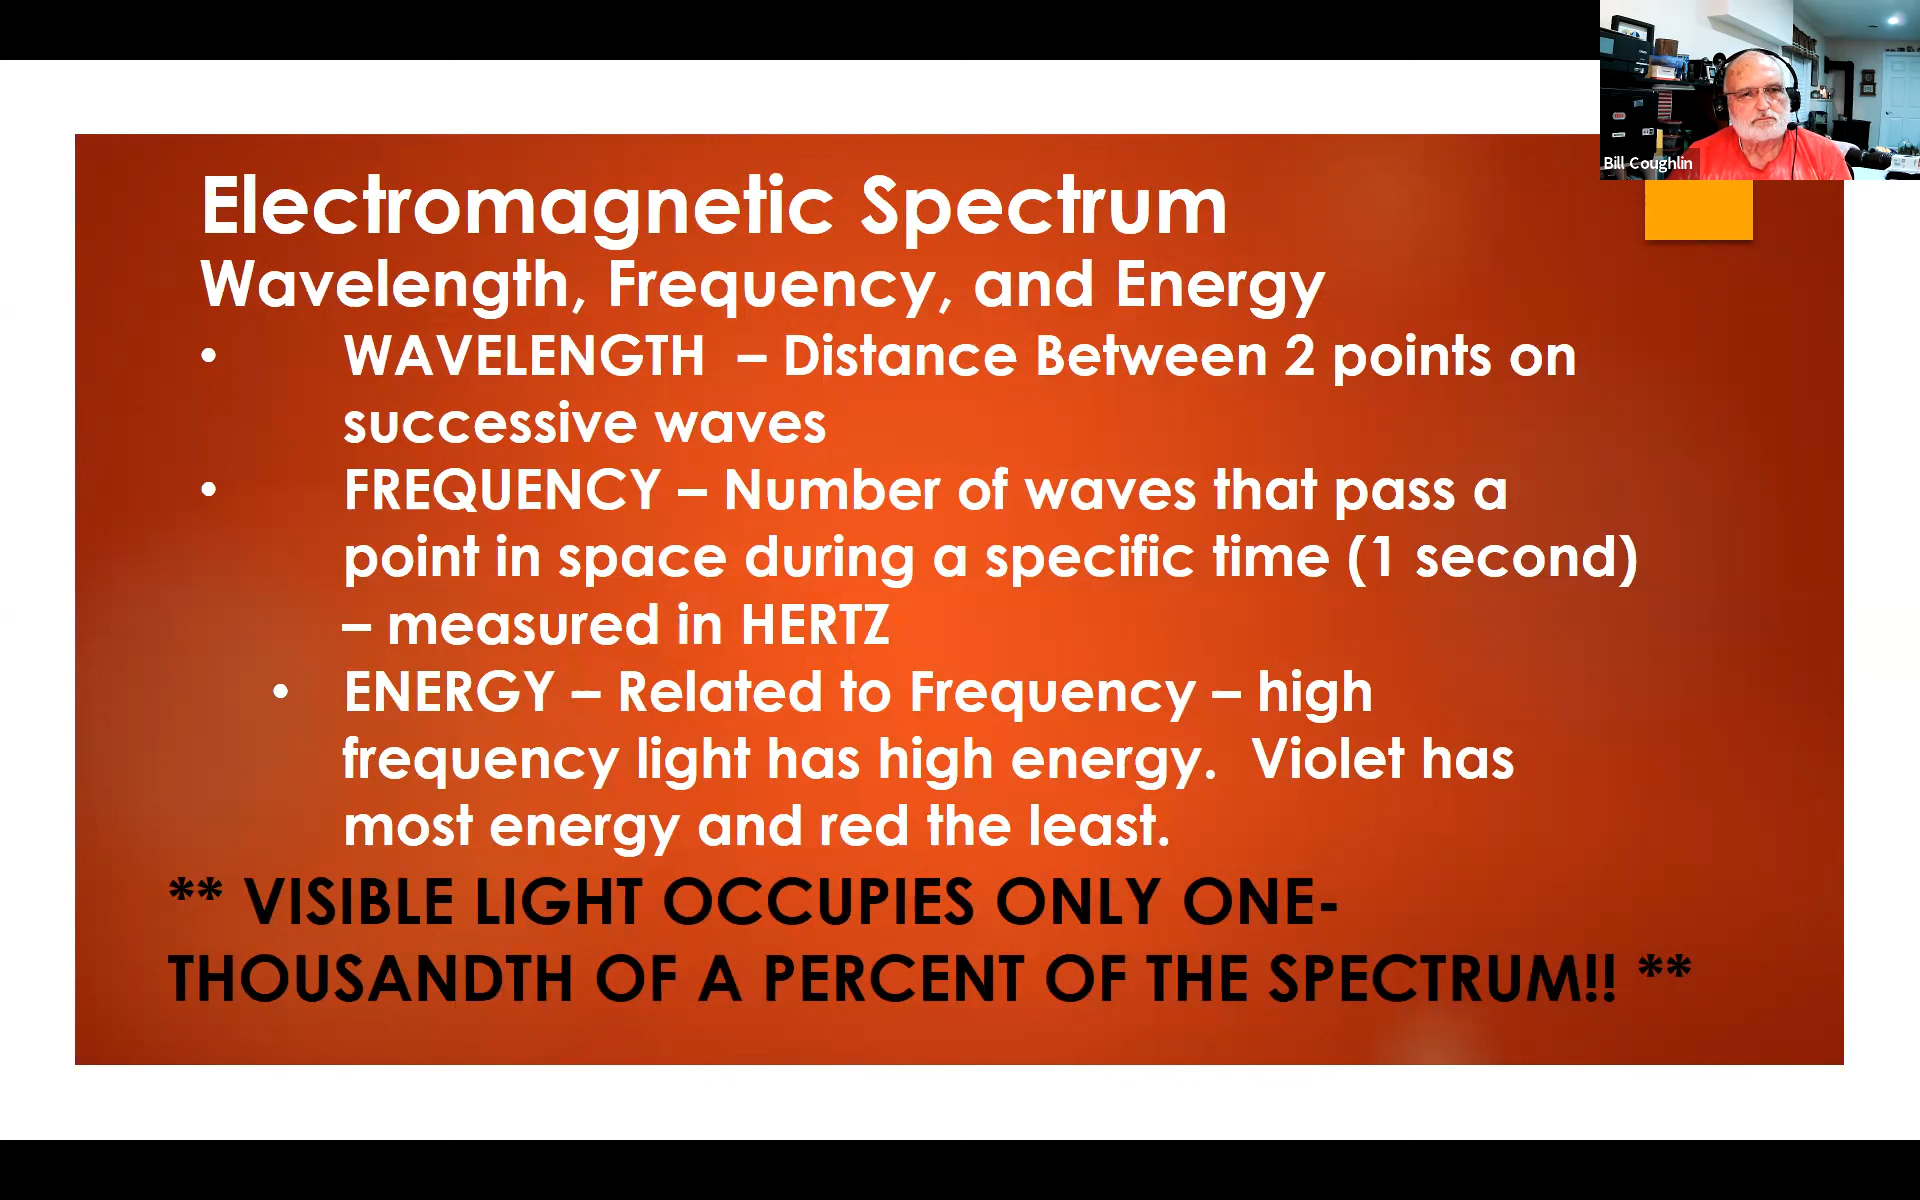 Bill Coughlin
Electromagnetic Spectrum
Wavelength, Frequency, and Energy
• WAVELENGTH – Distance Between 2 points on
successive waves
• FREQUENCY – Number of waves that pass a
point in space during a specific time (1 second)
– measured in HERTZ
• ENERGY – Related to Frequency – high
frequency light has high energy. Violet has
most energy and red the least.
** VISIBLE LIGHT OCCUPIES ONLY ONE-
THOUSANDTH OF A PERCENT OF THE SPECTRUM!! **